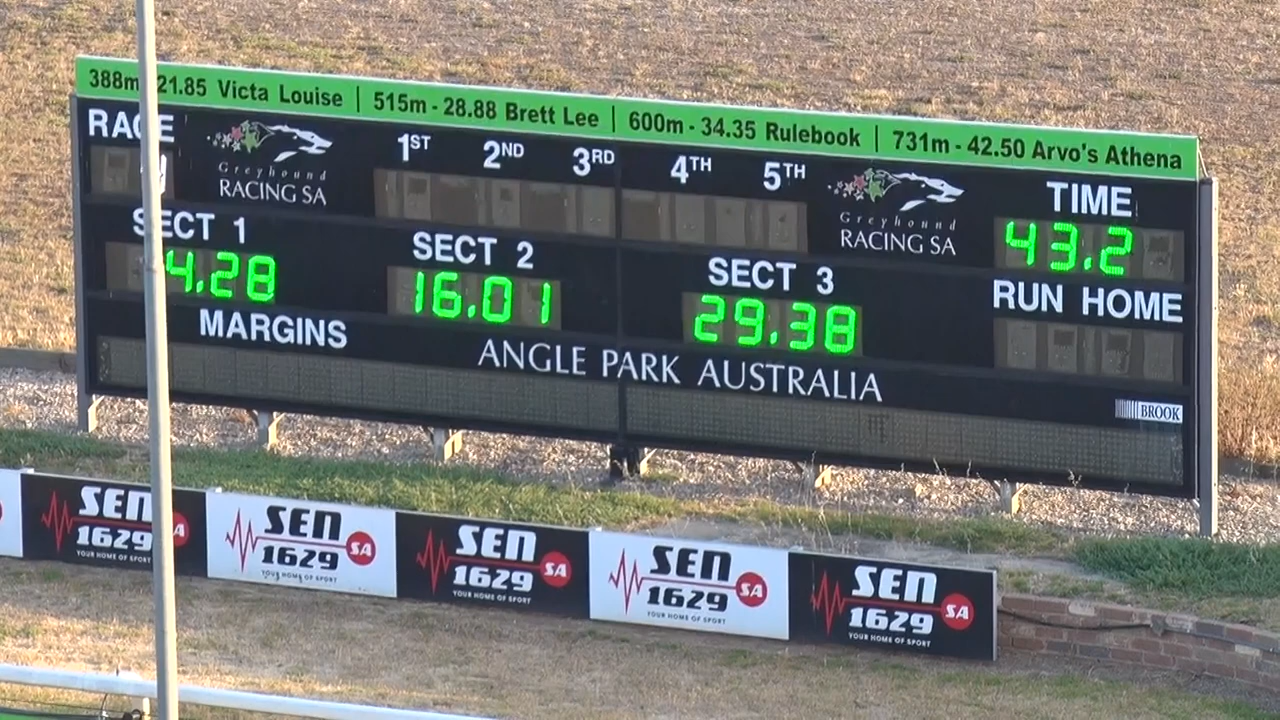 388m 21.85 Victa Louise | 515m - 28.88 Brett Lee | 600m - 34.35 Rulebook | 731m - 42.50 Arvo's Athena
RACE
Greyhound
RACING SA
1ST 2ND 3RD 4TH 5TH
Greyhound
RACING SA
TIME
43.2
SECT 1
4.28
SECT 2
16.01
SECT 3
29.38
RUN HOME
MARGINS
ANGLE PARK AUSTRALIA
BROOK
SEN
1629 SA
YOUR HOME OF SPORT
SEN
1629 SA
YOUR HOME OF SPORT
SEN
1629 SA
YOUR HOME OF SPORT
SEN
1629 SA
YOUR HOME OF SPORT
SEN
1629 SA
YOUR HOME OF SPORT